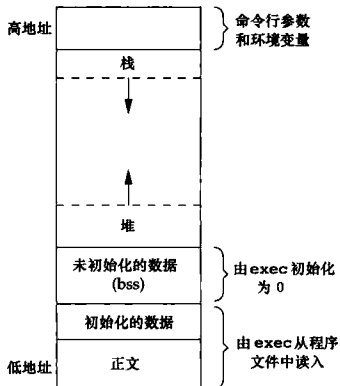 高地址
命令行参数
和环境变量
栈
堆
未初始化的数据
(bss)
由exec初始化
为 0
初始化的数据
由exec从程序
文件中读入
低地址
正文